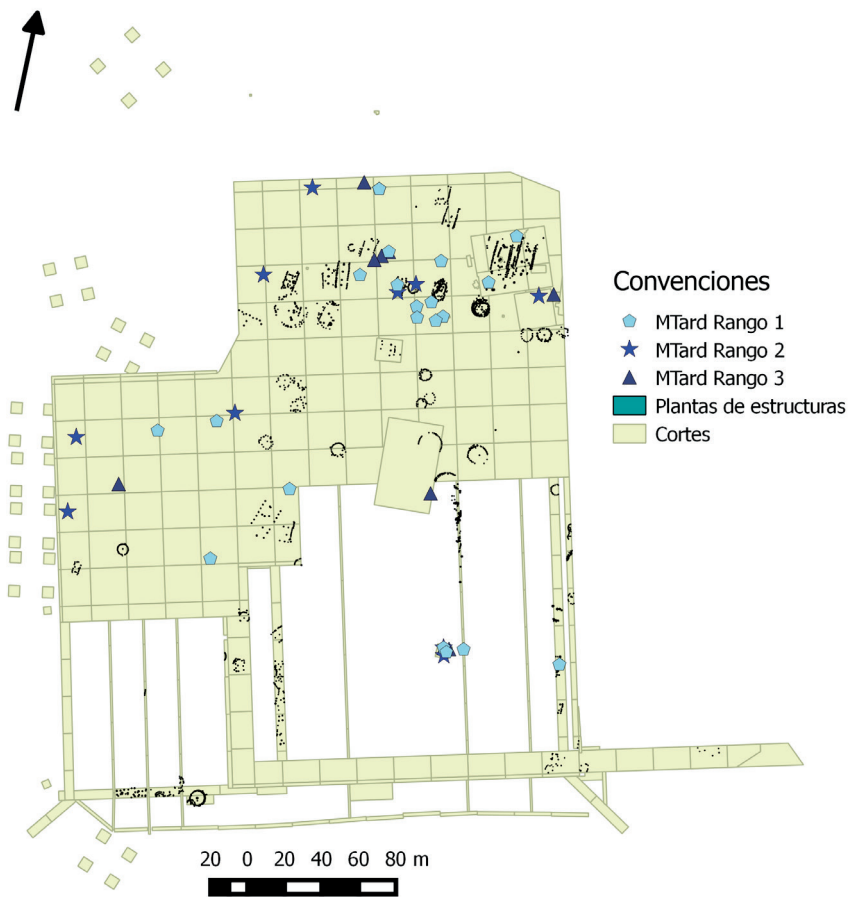 Convenciones
MTard Rango 1
MTard Rango 2
MTard Rango 3
Plantas de estructuras
Cortes
20 0 20 40 60 80 m